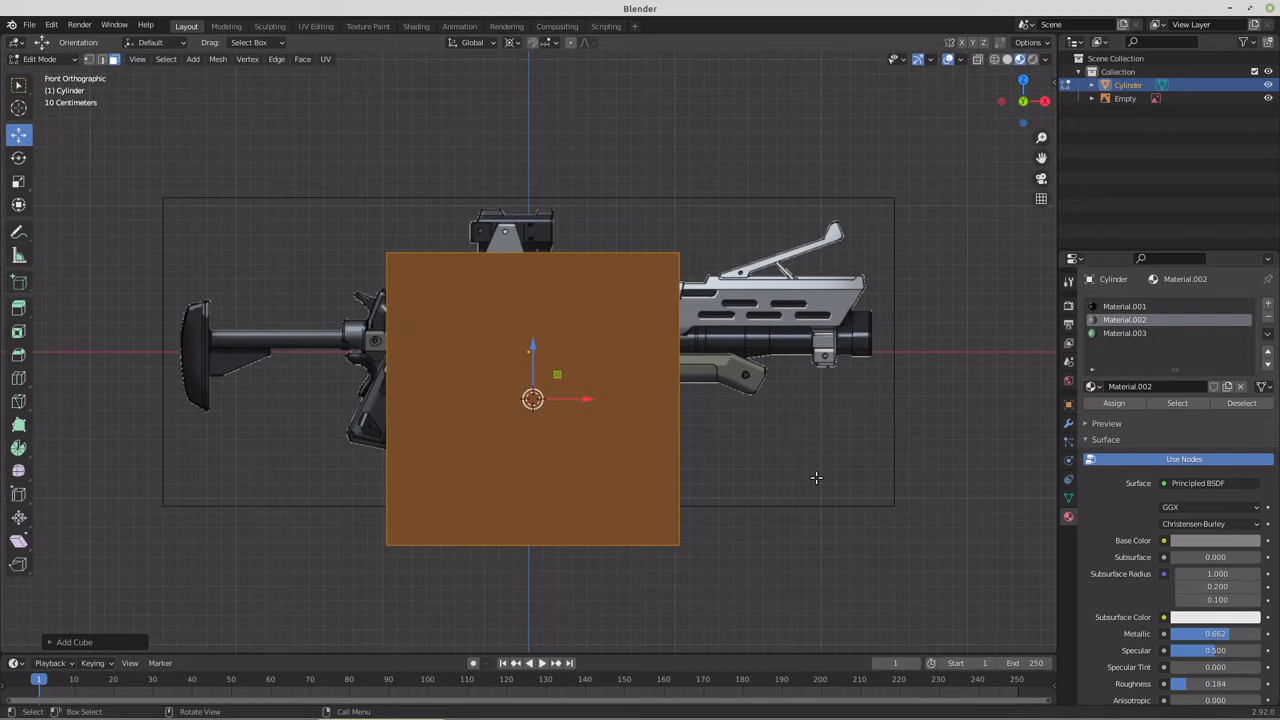 Blender
File Edit Render Window Help Layout Modeling Sculpting UV Editing Texture Paint Shading Animation Rendering Compositing Scripting + Scene View Layer
Orientation: Default Drag: Select Box Global X Y Z Options
Edit Mode View Select Add Mesh Vertex Edge Face UV
Front Orthographic
(1) Cylinder
10 Centimeters
Z
Y
X
Scene Collection
Collection
Cylinder
Empty
Cylinder Material.002
Material.001
Material.002
Material.003
Material.002
Assign Select Deselect
Preview
Surface
Use Nodes
Surface Principled BSDF
GGX
Christensen-Burley
Base Color
Subsurface 0.000
Subsurface Radius 1.000
0.200
0.100
Subsurface Color
Metallic 0.662
Specular 0.500
Specular Tint 0.000
Roughness 0.184
Anisotropic 0.000
Add Cube
Playback Keying View Marker 1 Start 1 End 250
1 10 20 30 40 50 60 70 80 90 100 110 120 130 140 150 160 170 180 190 200 210 220 230 240 250
Select Box Select Rotate View Call Menu 2.92.0